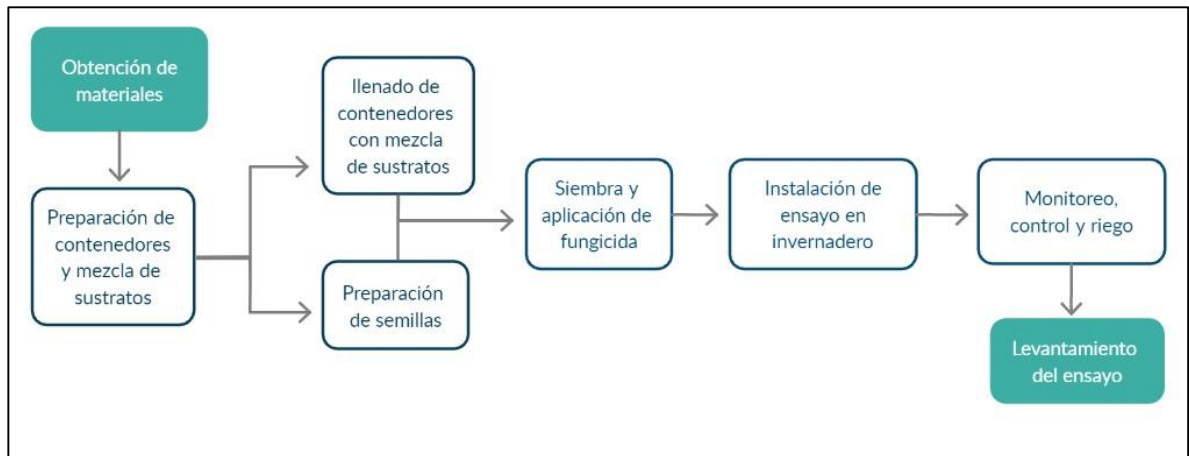 Obtención de
materiales
Preparación de
contenedores
y mezcla de
sustratos
llenado de
contenedores
con mezcla
de sustratos
Preparación
de semillas
Siembra y
aplicación de
fungicida
Instalación de
ensayo en
invernadero
Monitoreo,
control y riego
Levantamiento
del ensayo